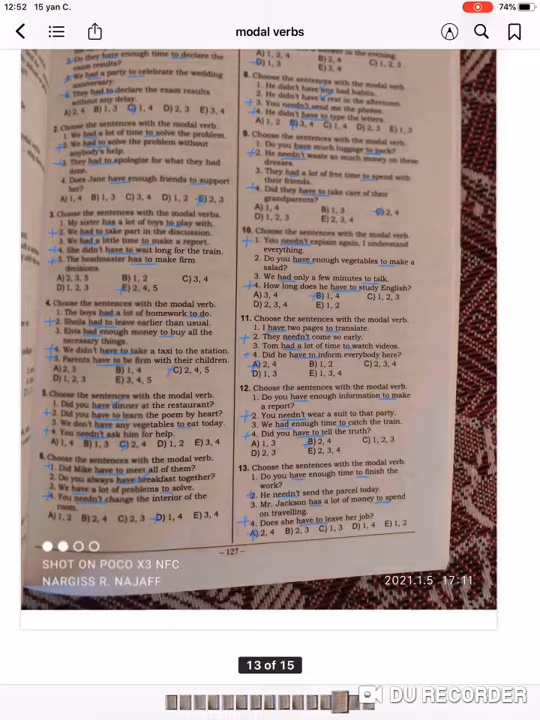 12:52 15 yan C.
74%
modal verbs
2. Do they have enough time to declare the
exam results?
3. We had a party to celebrate the wedding
anniversary.
4. They had to declare the exam results
without any delay.
A) 2, 4 B) 1, 3 C) 1, 4 D) 2, 3 E) 3, 4
2. Choose the sentences with the modal verb.
1. We had a lot of time to solve the problem.
2. We had to solve the problem without
anybody's help.
3. They had to apologise for what they had
done.
4. Does Jane have enough friends to support
her?
A) 1, 4 B) 1, 3 C) 3, 4 D) 1, 2 E) 2, 3
3. Choose the sentences with the modal verbs.
1. My sister has a lot of toys to play with.
2. We had to take part in the discussion.
3. We had a little time to make a report.
4. She didn't have to wait long for the train.
5. The headmaster has to make firm
decisions.
A) 2, 3, 5 B) 1, 2 C) 3, 4
D) 1, 2, 3 E) 2, 4, 5
4. Choose the sentences with the modal verb.
1. The boys had a lot of homework to do.
2. Sheila had to leave earlier than usual.
3. Elvis had enough money to buy all the
necessary things.
4. We didn't have to take a taxi to the station.
5. Parents have to be firm with their children.
A) 2, 3 B) 1, 4 C) 2, 4, 5
D) 1, 2, 3 E) 3, 4, 5
5. Choose the sentences with the modal verb.
1. Did you have dinner at the restaurant?
2. Did you have to learn the poem by heart?
3. We don't have any vegetables to eat today.
4. You needn't ask him for help.
A) 1, 4 B) 1, 3 C) 2, 4 D) 1, 2 E) 3, 4
6. Choose the sentences with the modal verb.
1. Did Mike have to meet all of them?
2. Do you always have breakfast together?
3. We have a lot of problems to solve.
4. You needn't change the interior of the
room.
A) 1, 2 B) 2, 4 C) 2, 3 D) 1, 4 E) 3, 4
in the evening.
A) 1, 2, 4 B) 2, 4 C) 1, 2, 3
D) 1, 3 E) 3, 4
8. Choose the sentences with the modal verb.
1. He didn't have any bad habits.
2. He didn't have a rest in the afternoon.
3. You needn't send me the photos.
4. He didn't have to type the letters.
A) 1, 2 B) 3, 4 C) 1, 4 D) 2, 3 E) 1, 3
9. Choose the sentences with the modal verb.
1. Do you have much luggage to pack?
2. He needn't waste so much money on these
dresses.
3. They had a lot of free time to spend with
their friends.
4. Did they have to take care of their
grandparents?
A) 1, 4 B) 1, 3 C) 2, 4
D) 1, 2, 3 E) 2, 3, 4
10. Choose the sentences with the modal verb.
1. You needn't explain again, I understand
everything.
2. Do you have enough vegetables to make a
salad?
3. We had only a few minutes to talk.
4. How long does he have to study English?
A) 3, 4 B) 1, 4 C) 1, 2, 3
D) 2, 3, 4 E) 1, 2
11. Choose the sentences with the modal verb.
1. I have two pages to translate.
2. They needn't come so early.
3. Tom had a lot of time to watch videos.
4. Did he have to inform everybody here?
A) 2, 4 B) 1, 2 C) 2, 3, 4
D) 1, 3 E) 1, 3, 4
12. Choose the sentences with the modal verb.
1. Do you have enough information to make
a report?
2. You needn't wear a suit to that party.
3. We had enough time to catch the train.
4. Did you have to tell the truth?
A) 1, 3 B) 2, 4 C) 1, 2, 3
D) 2, 3 E) 2, 3, 4
13. Choose the sentences with the modal verb.
1. Do you have enough time to finish the
work?
2. He needn't send the parcel today.
3. Mr. Jackson has a lot of money to spend
on travelling.
4. Does she have to leave her job?
A) 2, 4 B) 2, 3 C) 1, 3 D) 1, 4 E) 1, 2
– 127 –
SHOT ON POCO X3 NFC
NARGISS R. NAJAFF
2021.1.5 17:11
13 of 15
DU RECORDER